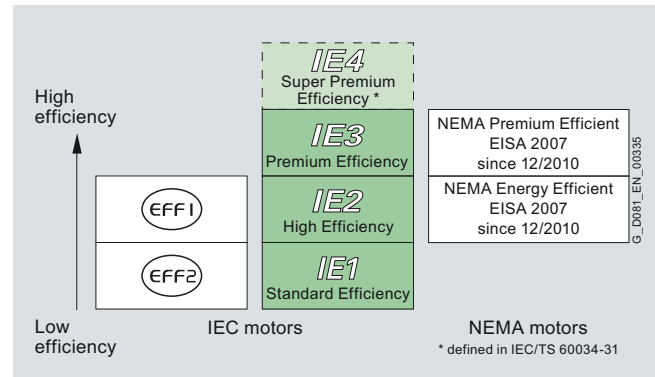 High
efficiency
IE4
Super Premium
Efficiency *
IE3
Premium Efficiency
NEMA Premium Efficient
EISA 2007
since 12/2010
EFF1
IE2
High Efficiency
NEMA Energy Efficient
EISA 2007
since 12/2010
EFF2
IE1
Standard Efficiency
Low
efficiency
IEC motors
NEMA motors
* defined in IEC/TS 60034-31
G_D081_EN_00335